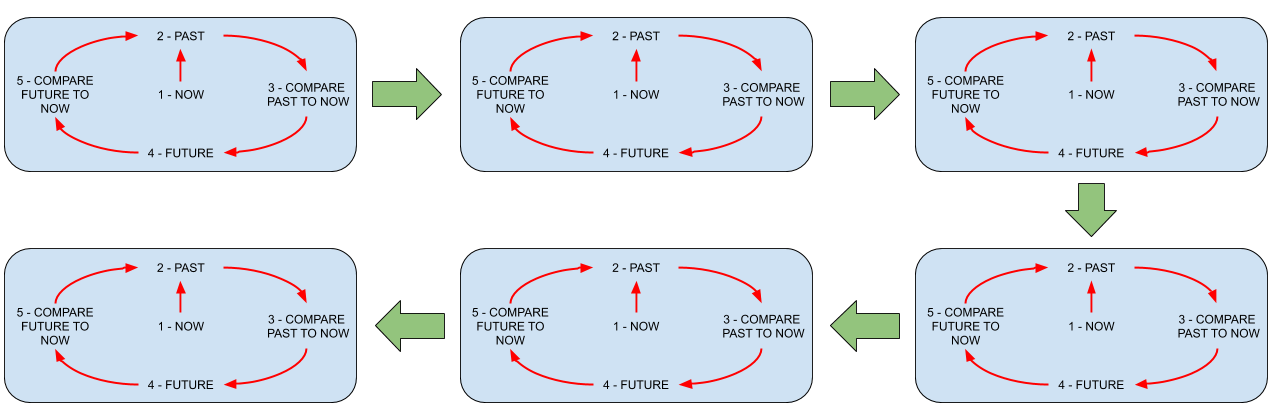 2 - PAST
5 - COMPARE
FUTURE TO
NOW
1 - NOW
3 - COMPARE
PAST TO NOW
4 - FUTURE
2 - PAST
5 - COMPARE
FUTURE TO
NOW
1 - NOW
3 - COMPARE
PAST TO NOW
4 - FUTURE
2 - PAST
5 - COMPARE
FUTURE TO
NOW
1 - NOW
3 - COMPARE
PAST TO NOW
4 - FUTURE
2 - PAST
5 - COMPARE
FUTURE TO
NOW
1 - NOW
3 - COMPARE
PAST TO NOW
4 - FUTURE
2 - PAST
5 - COMPARE
FUTURE TO
NOW
1 - NOW
3 - COMPARE
PAST TO NOW
4 - FUTURE
2 - PAST
5 - COMPARE
FUTURE TO
NOW
1 - NOW
3 - COMPARE
PAST TO NOW
4 - FUTURE